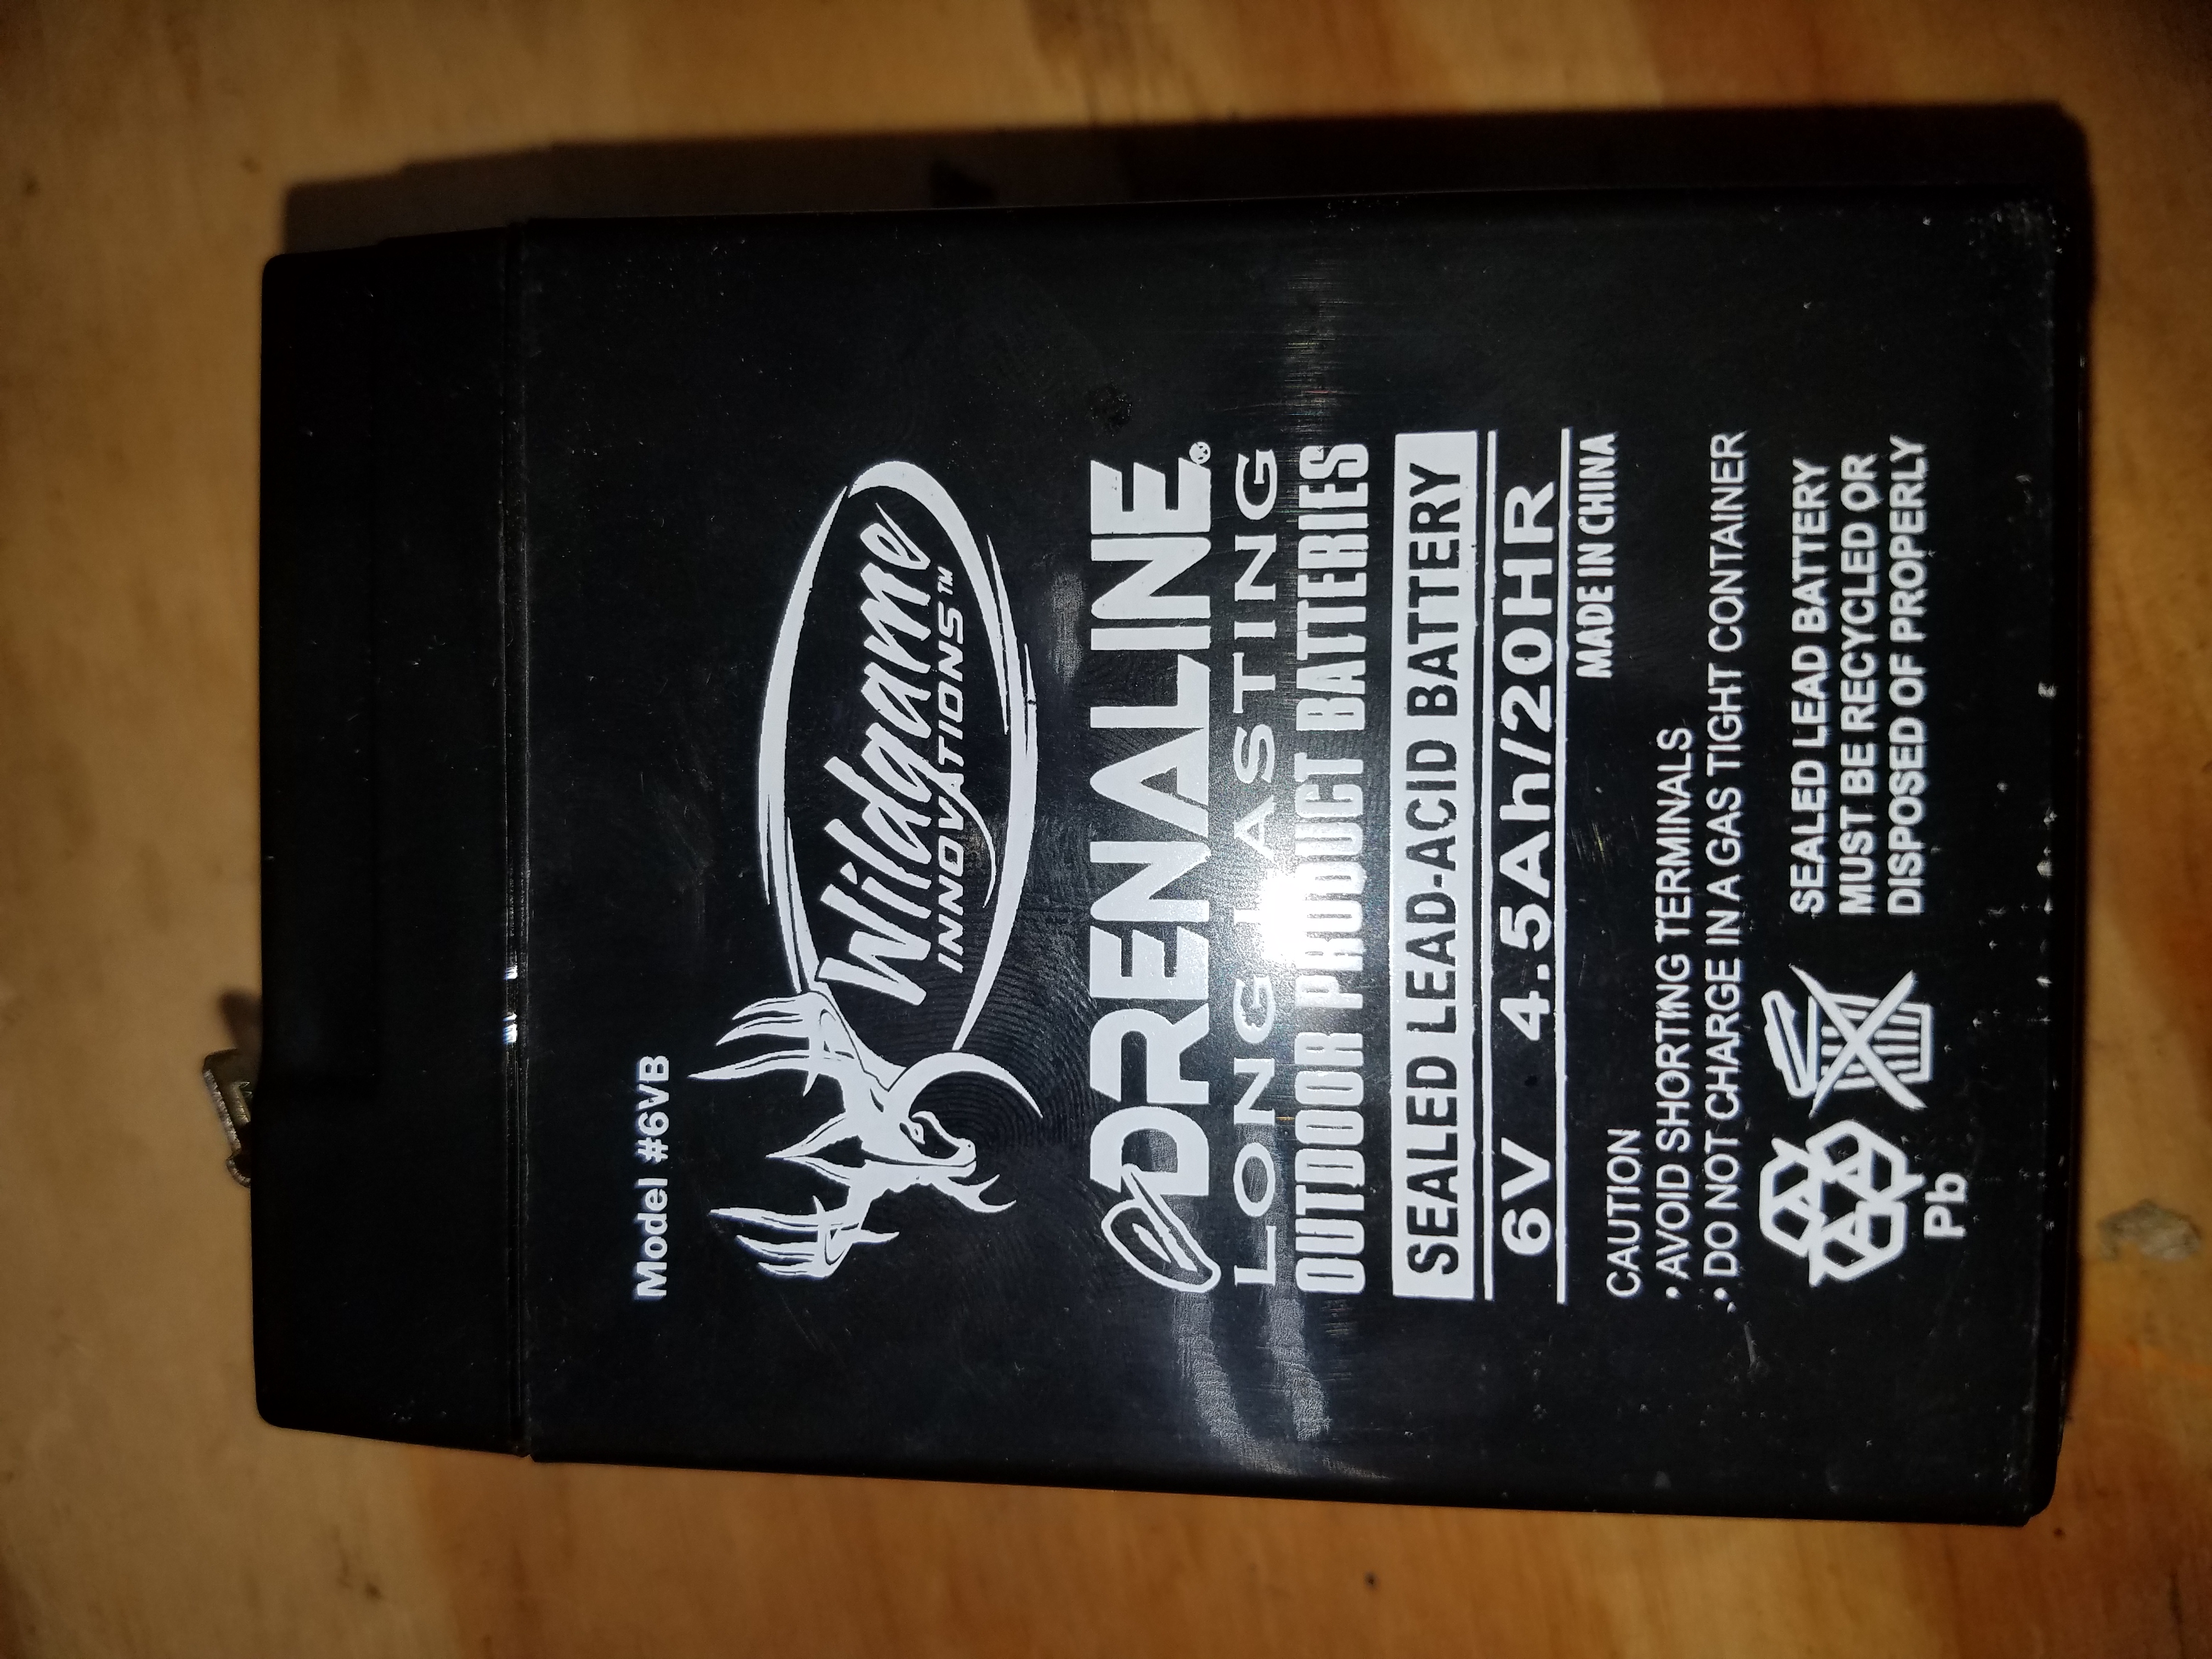 Model #6VB
Wildgame
INNOVATIONS™
eDRENALINE®
LONG LASTING
OUTDOOR PRODUCT BATTERIES
SEALED LEAD-ACID BATTERY
6V 4.5Ah/20HR
MADE IN CHINA
CAUTION
• AVOID SHORTING TERMINALS
• DO NOT CHARGE IN A GAS TIGHT CONTAINER
SEALED LEAD BATTERY
MUST BE RECYCLED OR
DISPOSED OF PROPERLY
Pb